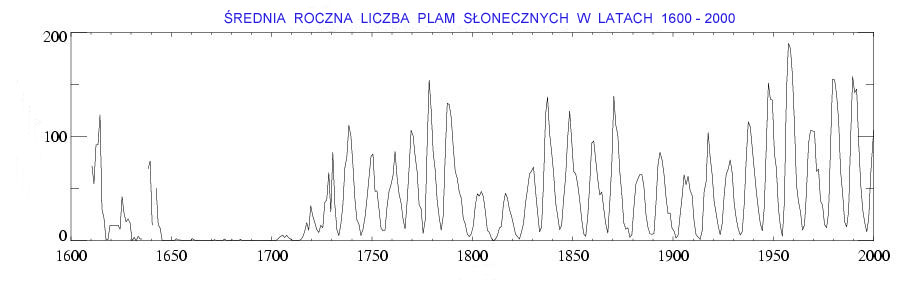 ŚREDNIA ROCZNA LICZBA PLAM SŁONECZNYCH W LATACH 1600 - 2000
200
100
0
1600 1650 1700 1750 1800 1850 1900 1950 2000